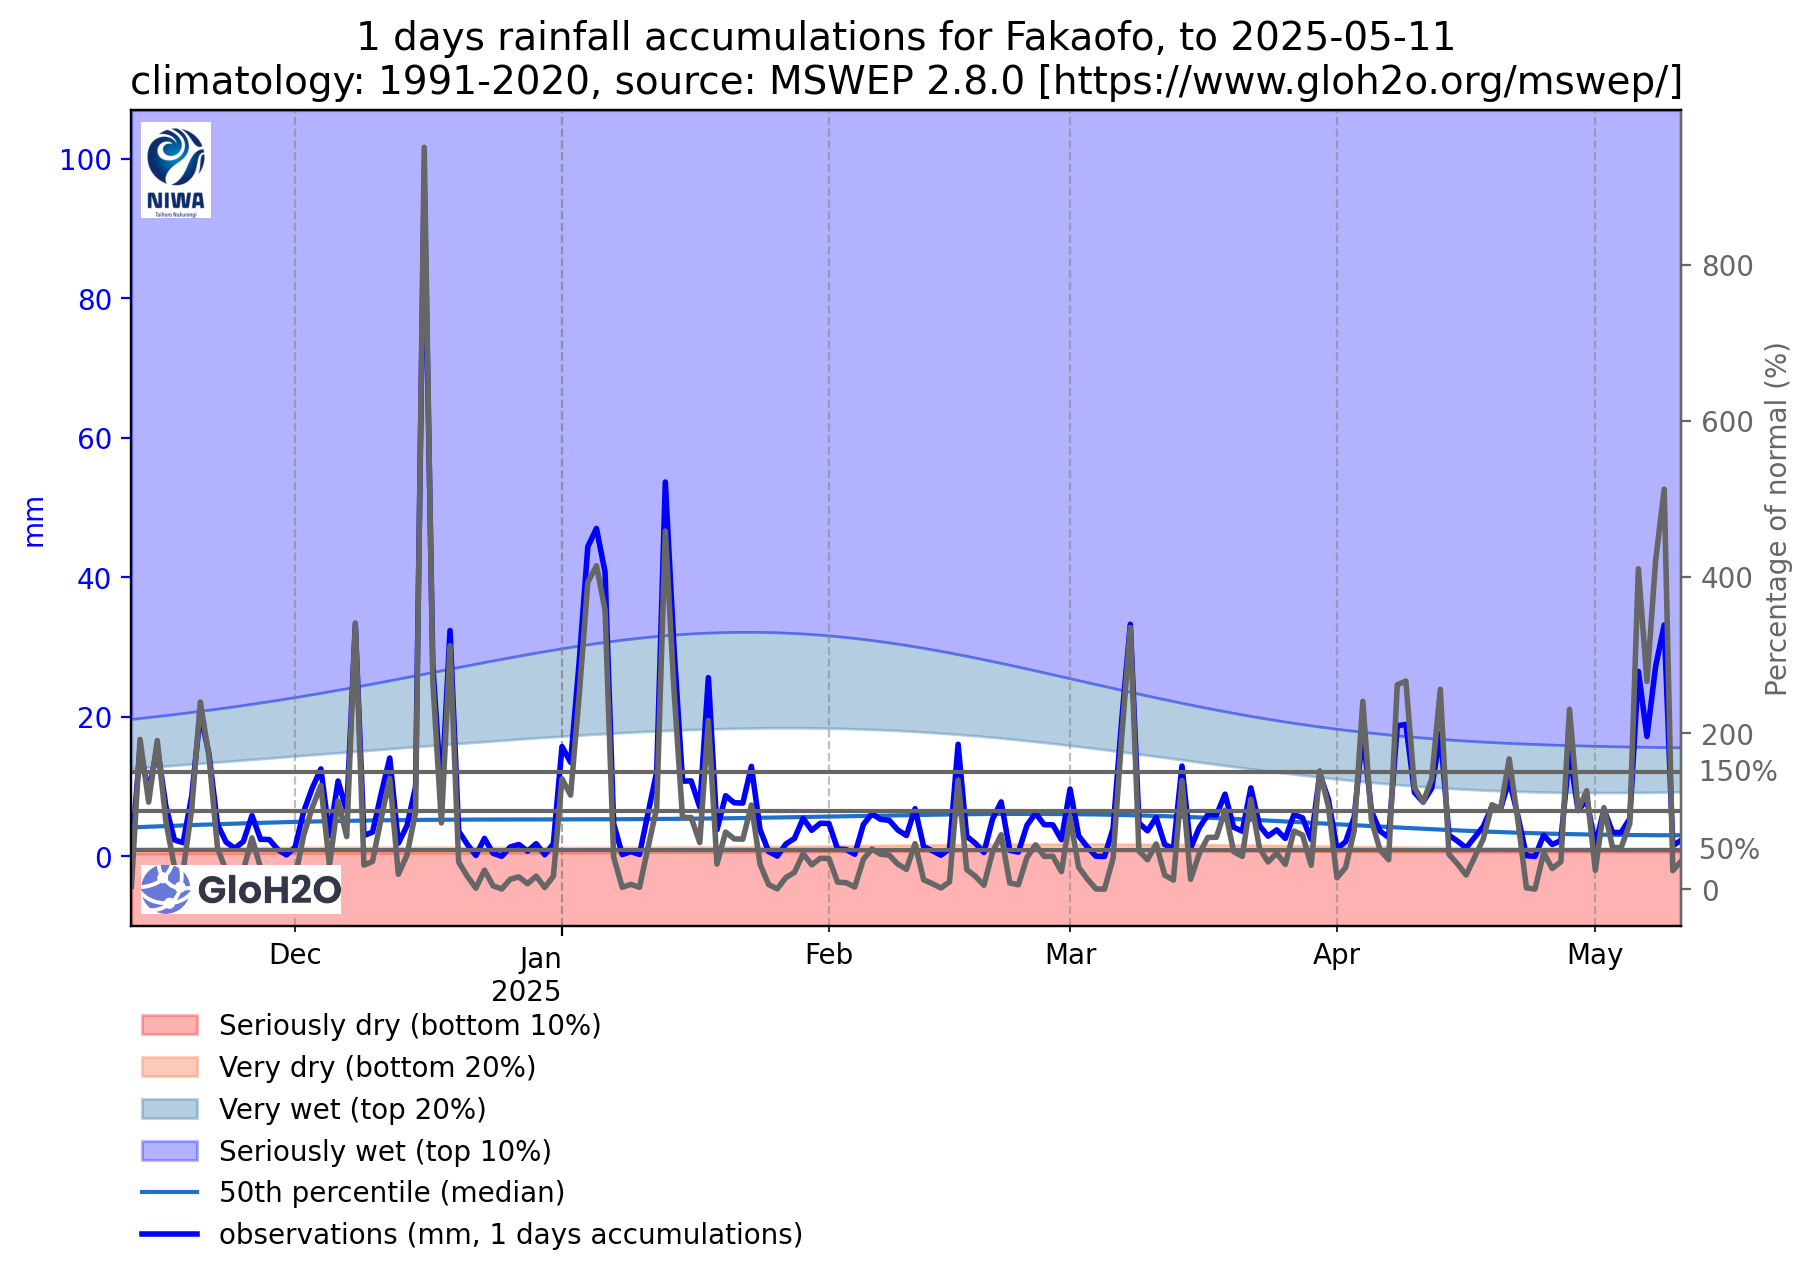 1 days rainfall accumulations for Fakaofo, to 2025-05-11
climatology: 1991-2020, source: MSWEP 2.8.0 [https://www.gloh2o.org/mswep/]
NIWA
Taihoro Nukurangi
100
80
60
40
20
0
mm
800
600
400
200
150%
50%
0
Percentage of normal (%)
GloH2O
Dec
Jan
2025
Feb
Mar
Apr
May
Seriously dry (bottom 10%)
Very dry (bottom 20%)
Very wet (top 20%)
Seriously wet (top 10%)
50th percentile (median)
observations (mm, 1 days accumulations)